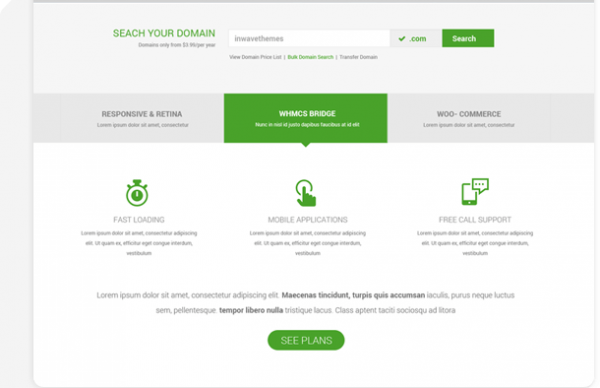 SEACH YOUR DOMAIN
Domains only from $3.99/per year
inwavethemes
.com
Search
View Domain Price List | Bulk Domain Search | Transfer Domain
RESPONSIVE & RETINA
Lorem ipsum dolor sit amet, consectetur
WHMCS BRIDGE
Nunc in nisl id justo dapibus faucibus at id elit
WOO- COMMERCE
Lorem ipsum dolor sit amet, consectetur
FAST LOADING
Lorem ipsum dolor sit amet, consectetur adipiscing
elit. Ut quam ex, efficitur eget congue interdum,
vestibulum
MOBILE APPLICATIONS
Lorem ipsum dolor sit amet, consectetur adipiscing
elit. Ut quam ex, efficitur eget congue interdum,
vestibulum
FREE CALL SUPPORT
Lorem ipsum dolor sit amet, consectetur adipiscing
elit. Ut quam ex, efficitur eget congue interdum,
vestibulum
Lorem ipsum dolor sit amet, consectetur adipiscing elit. Maecenas tincidunt, turpis quis accumsan iaculis, purus neque luctus
sem, pellentesque. tempor libero nulla tristique lacus. Class aptent taciti sociosqu ad litora
SEE PLANS